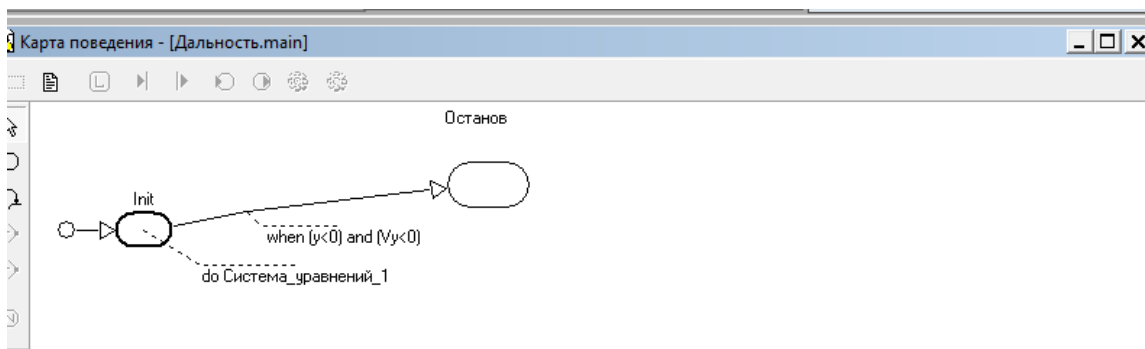 Карта поведения - [Дальность.main]
Останов
Init
when (y<0) and (Vy<0)
do Система_уравнений_1